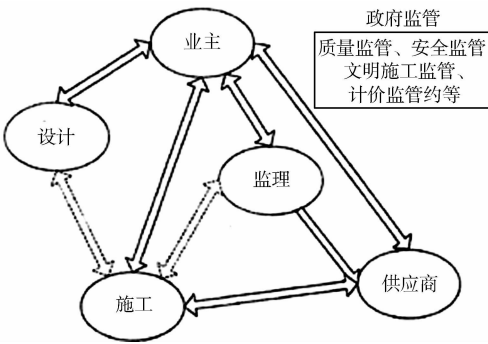 政府监管
业主
质量监管、安全监管
文明施工监管、
计价监管约等
设计
监理
施工
供应商